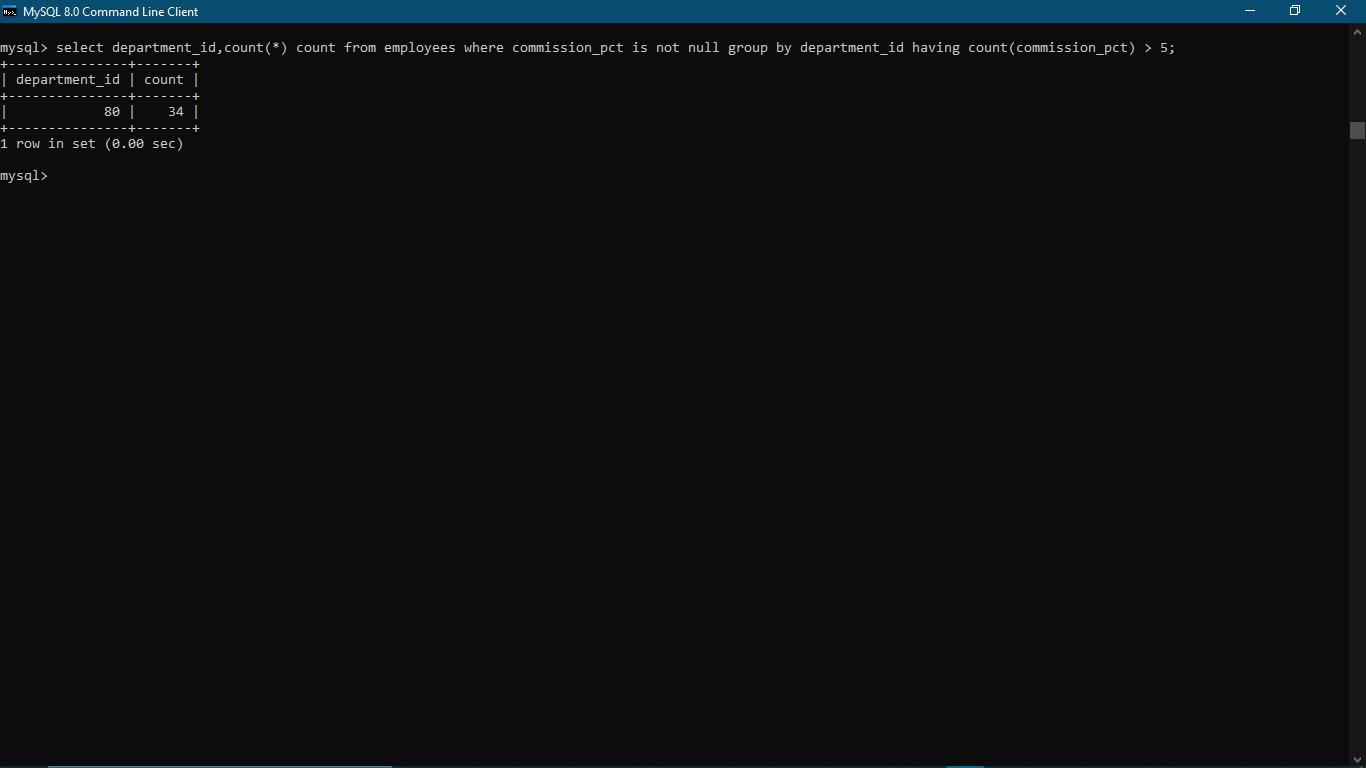 MySQL 8.0 Command Line Client
mysql> select department_id,count(*) count from employees where commission_pct is not null group by department_id having count(commission_pct) > 5;
+---------------+-------+
| department_id | count |
+---------------+-------+
|            80 |    34 |
+---------------+-------+
1 row in set (0.00 sec)
mysql>